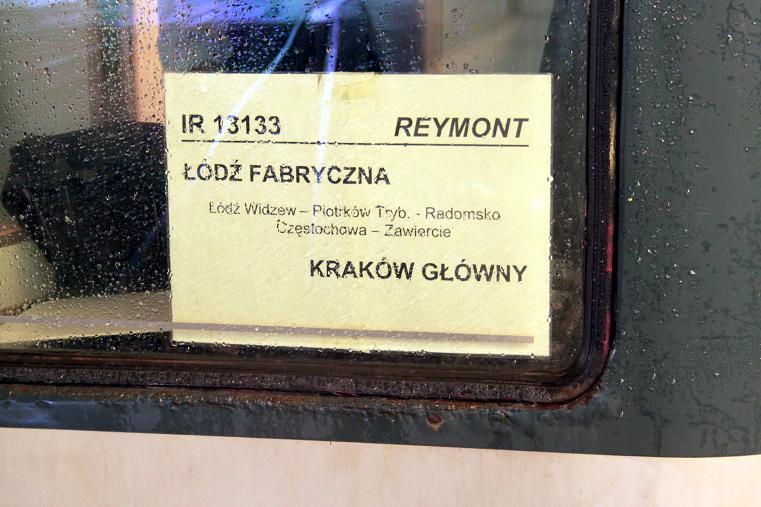 IR 13133 REYMONT
ŁÓDŹ FABRYCZNA
Łódź Widzew – Piotrków Tryb. - Radomsko
Częstochowa – Zawiercie
KRAKÓW GŁÓWNY